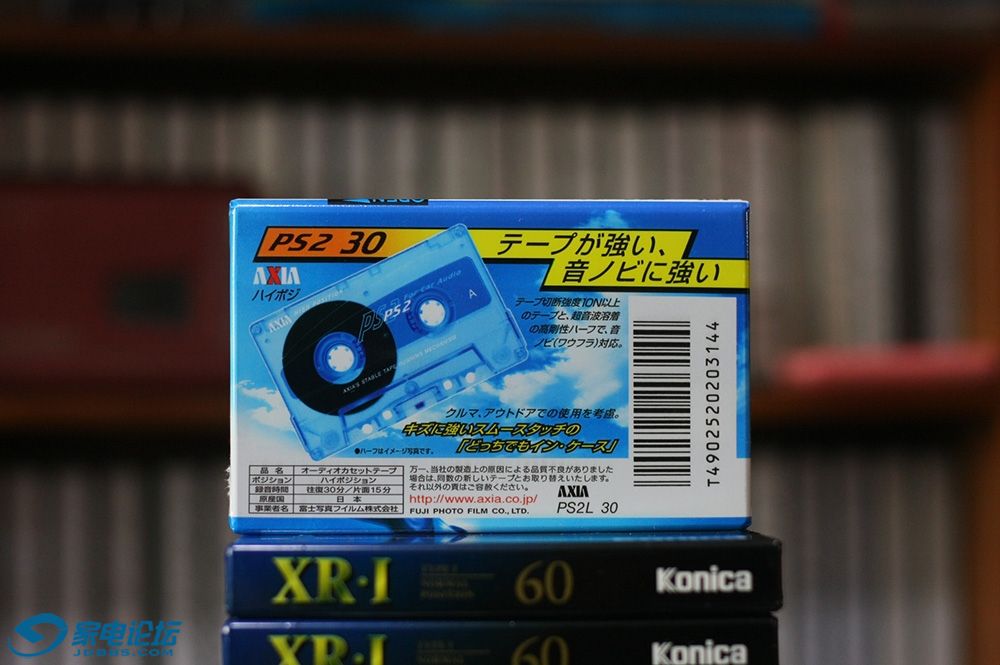 OPEN
PS2 30
テープが強い、
音ノビに強い
AXIA
ハイポジ
AXIA HIGH POSITION
PS2 For Car Audio
PS2
A
テープ切断強度10N以上
のテープと、超音波溶着
の高剛性ハーフで、音
ノビ(ワウフラ)対応。
T4902520203144
クルマ、アウトドアでの使用を考慮。
キズに強いスムースタッチの
「どっちでもイン・ケース」
●ハーフはイメージ写真です。
品 名 オーディオカセットテープ
ポジション ハイポジション
録音時間 往復30分/片面15分
原産国 日 本
事業者名 富士写真フイルム株式会社
万一、当社の製造上の原因による品質不良がありました
場合は、同数の新しいテープとお取り替えいたします。
それ以外の責はご容赦ください。
http://www.axia.co.jp/
FUJI PHOTO FILM CO., LTD.
AXIA
PS2L 30
XR・I 60 Konica
XR・I 60 Konica
家电论坛
JDBBS.COM